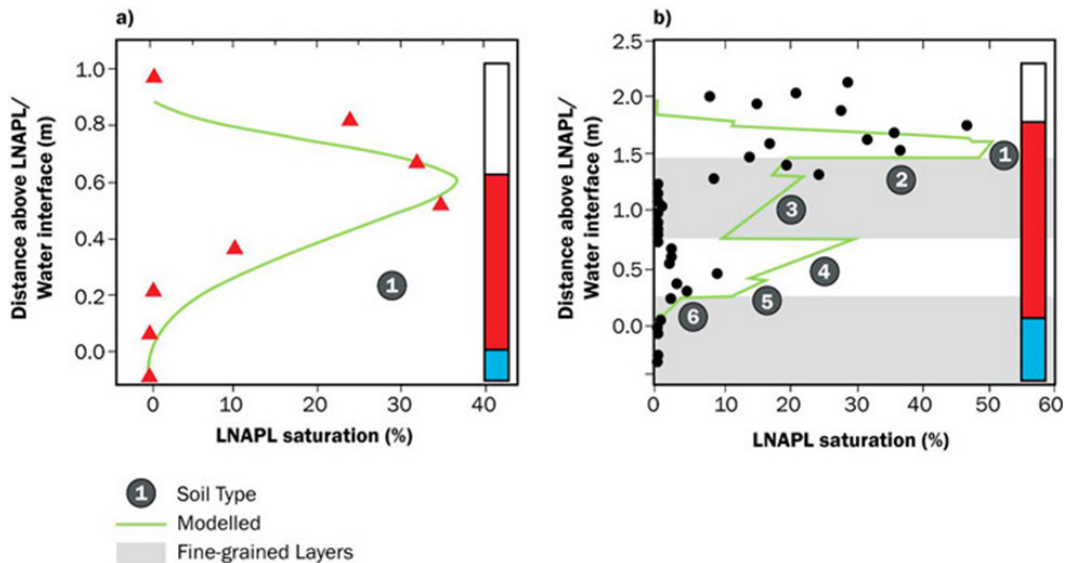 a)
Distance above LNAPL/
Water interface (m)
1.0
0.8
0.6
0.4
0.2
0.0
1
0 10 20 30 40
LNAPL saturation (%)
b)
Distance above LNAPL/
Water interface (m)
2.5
2.0
1.5
1.0
0.5
0.0
1
2
3
4
5
6
0 10 20 30 40 50 60
LNAPL saturation (%)
1 Soil Type
Modelled
Fine-grained Layers